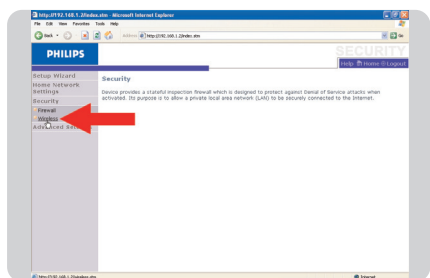 http://192.168.1.2/index.stm - Microsoft Internet Explorer
File Edit View Favorites Tools Help
Back
Address http://192.168.1.2/index.stm
Go
PHILIPS
SECURITY
Help Home Logout
Setup Wizard
Home Network
Settings
Security
Firewall
Wireless
Advanced
Security
Device provides a stateful inspection firewall which is designed to protect against Denial of Service attacks when
activated. Its purpose is to allow a private local area network (LAN) to be securely connected to the Internet.
Internet